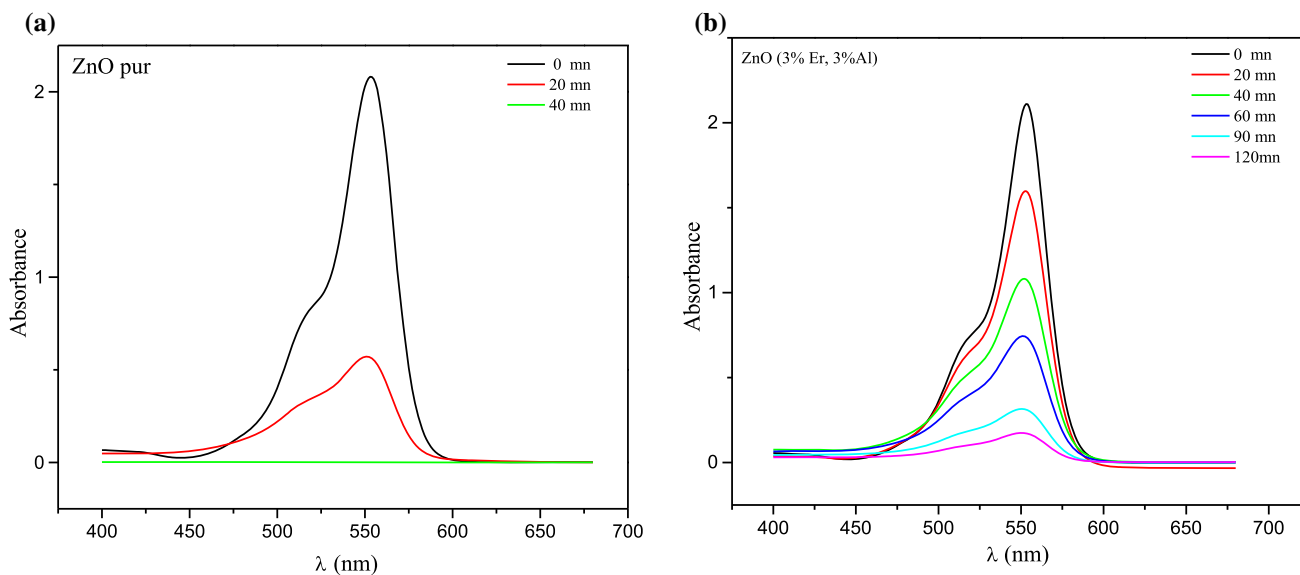 (a)
ZnO pur
0 mn
20 mn
40 mn
Absorbance
2
1
0
400 450 500 550 600 650 700
λ (nm)
(b)
ZnO (3% Er, 3%Al)
0 mn
20 mn
40 mn
60 mn
90 mn
120mn
Absorbance
2
1
0
400 450 500 550 600 650 700
λ (nm)